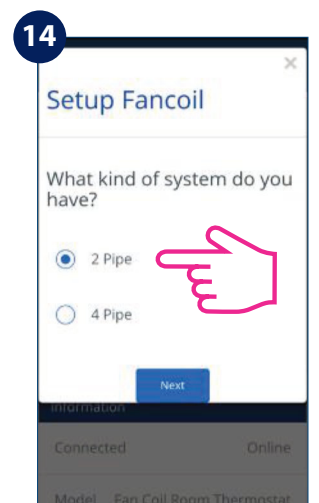 14
×
Setup Fancoil
What kind of system do you
have?
2 Pipe
4 Pipe
Next
Information
Connected Online
Model Fan Coil Room Thermostat